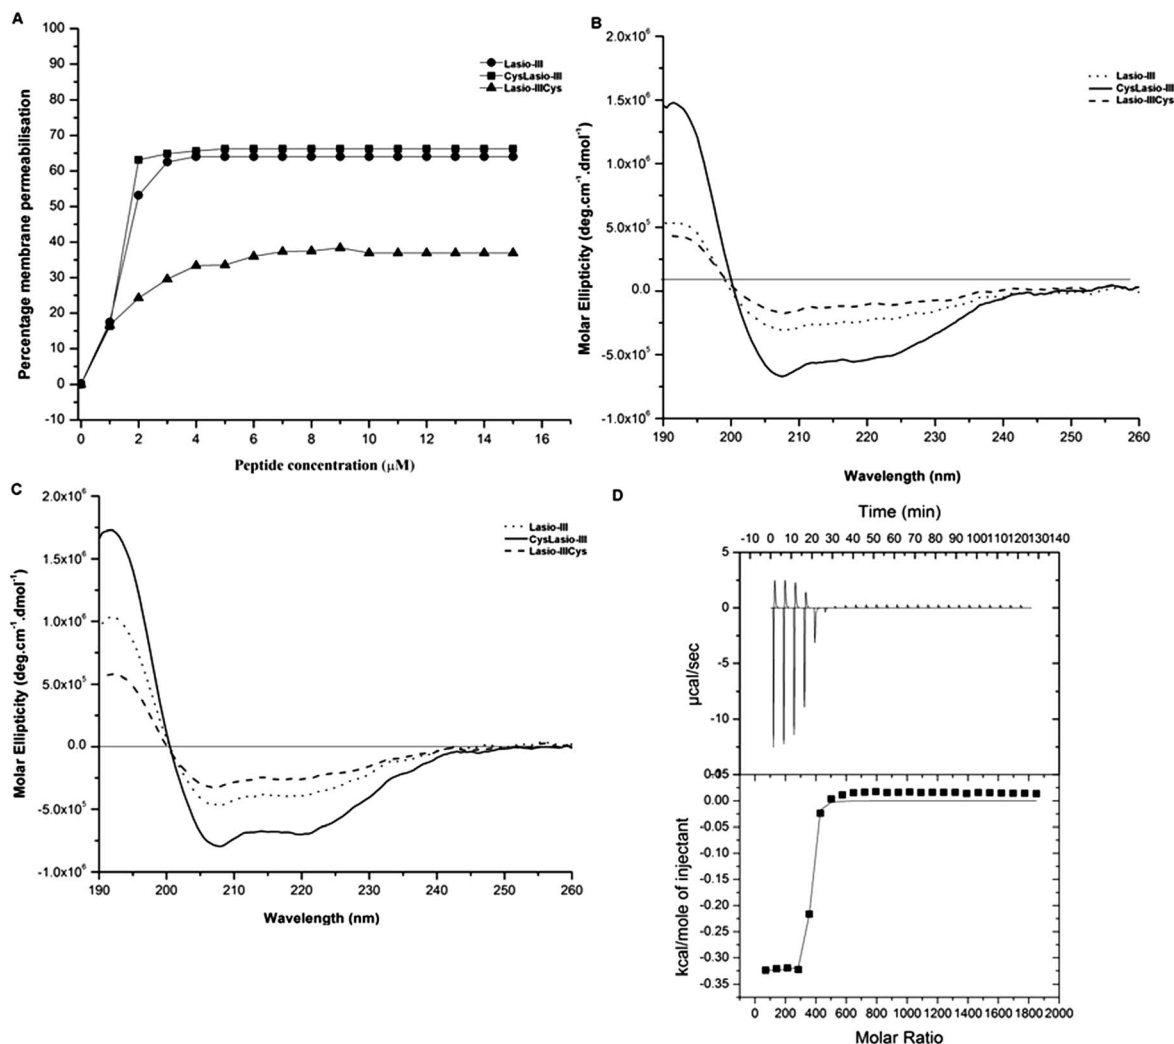 A
100
90
80
70
60
50
40
30
20
10
0
-10
Percentage membrane permeabilisation
Lasio-III
CysLasio-III
Lasio-IIICys
0 2 4 6 8 10 12 14 16
Peptide concentration (μM)
B
2.0x10⁶
1.5x10⁶
1.0x10⁶
5.0x10⁵
0.0
-5.0x10⁵
-1.0x10⁶
Molar Ellipticity (deg.cm⁻¹.dmol⁻¹)
Lasio-III
CysLasio-III
Lasio-IIICys
190 200 210 220 230 240 250 260
Wavelength (nm)
C
2.0x10⁶
1.5x10⁶
1.0x10⁶
5.0x10⁵
0.0
-5.0x10⁵
-1.0x10⁶
Molar Ellipticity (deg.cm⁻¹.dmol⁻¹)
Lasio-III
CysLasio-III
Lasio-IIICys
190 200 210 220 230 240 250 260
Wavelength (nm)
D
Time (min)
-10 0 10 20 30 40 50 60 70 80 90 100 110 120 130 140
5
0
-5
-10
µcal/sec
0.00
-0.05
-0.10
-0.15
-0.20
-0.25
-0.30
-0.35
kcal/mole of injectant
0 200 400 600 800 1000 1200 1400 1600 1800 2000
Molar Ratio